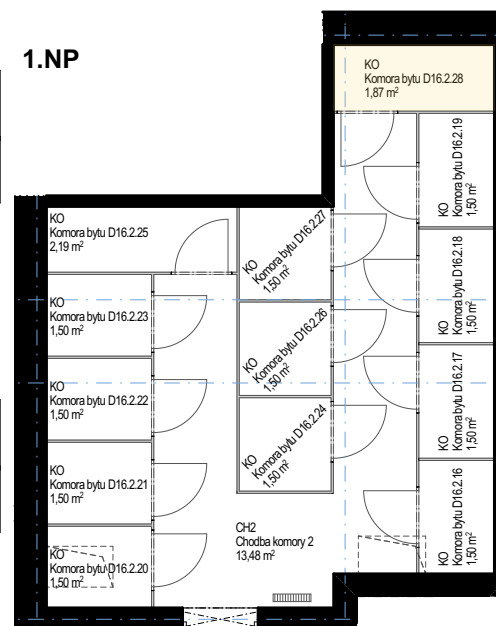 1.NP
KO
Komora bytu D16.2.28
1,87 m²
KO
Komora bytu D16.2.19
1,50 m²
KO
Komora bytu D16.2.25
2,19 m²
KO
Komora bytu D16.2.27
1,50 m²
KO
Komora bytu D16.2.18
1,50 m²
KO
Komora bytu D16.2.23
1,50 m²
KO
Komora bytu D16.2.26
1,50 m²
KO
Komora bytu D16.2.17
1,50 m²
KO
Komora bytu D16.2.22
1,50 m²
KO
Komora bytu D16.2.24
1,50 m²
KO
Komora bytu D16.2.21
1,50 m²
KO
Komora bytu D16.2.16
1,50 m²
KO
Komora bytu D16.2.20
1,50 m²
CH2
Chodba komory 2
13,48 m²